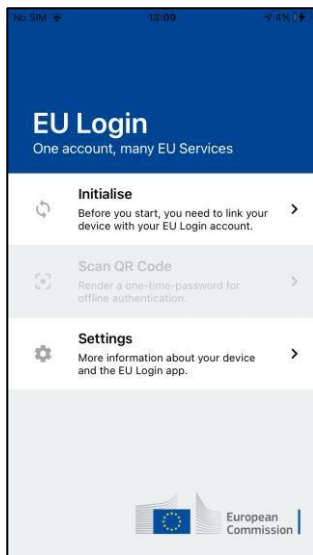 No SIM 13:09 4%
EU Login
One account, many EU Services
Initialise
Before you start, you need to link your
device with your EU Login account.
Scan QR Code
Render a one-time-password for
offline authentication.
Settings
More information about your device
and the EU Login app.
European
Commission